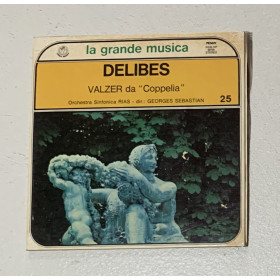 la grande musica
DELIBES
VALZER da "Coppelia"
Orchestra Sinfonica RIAS - dir.: GEORGES SEBASTIAN
25